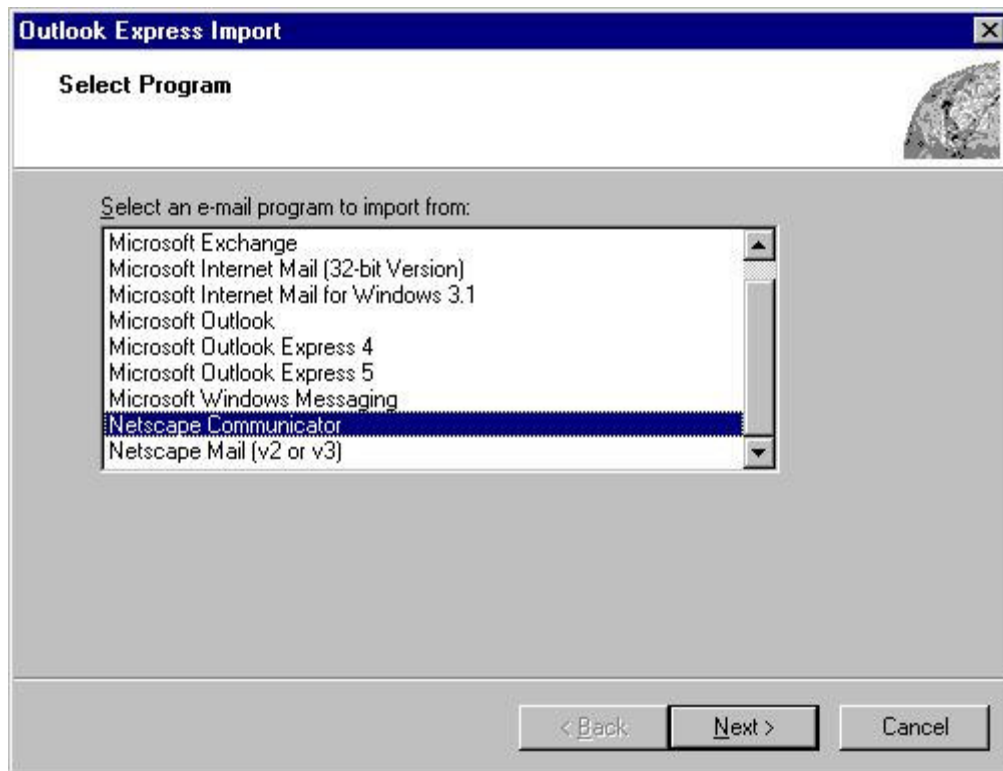 Outlook Express Import
Select Program
Select an e-mail program to import from:
Microsoft Exchange
Microsoft Internet Mail (32-bit Version)
Microsoft Internet Mail for Windows 3.1
Microsoft Outlook
Microsoft Outlook Express 4
Microsoft Outlook Express 5
Microsoft Windows Messaging
Netscape Communicator
Netscape Mail (v2 or v3)
< Back
Next >
Cancel